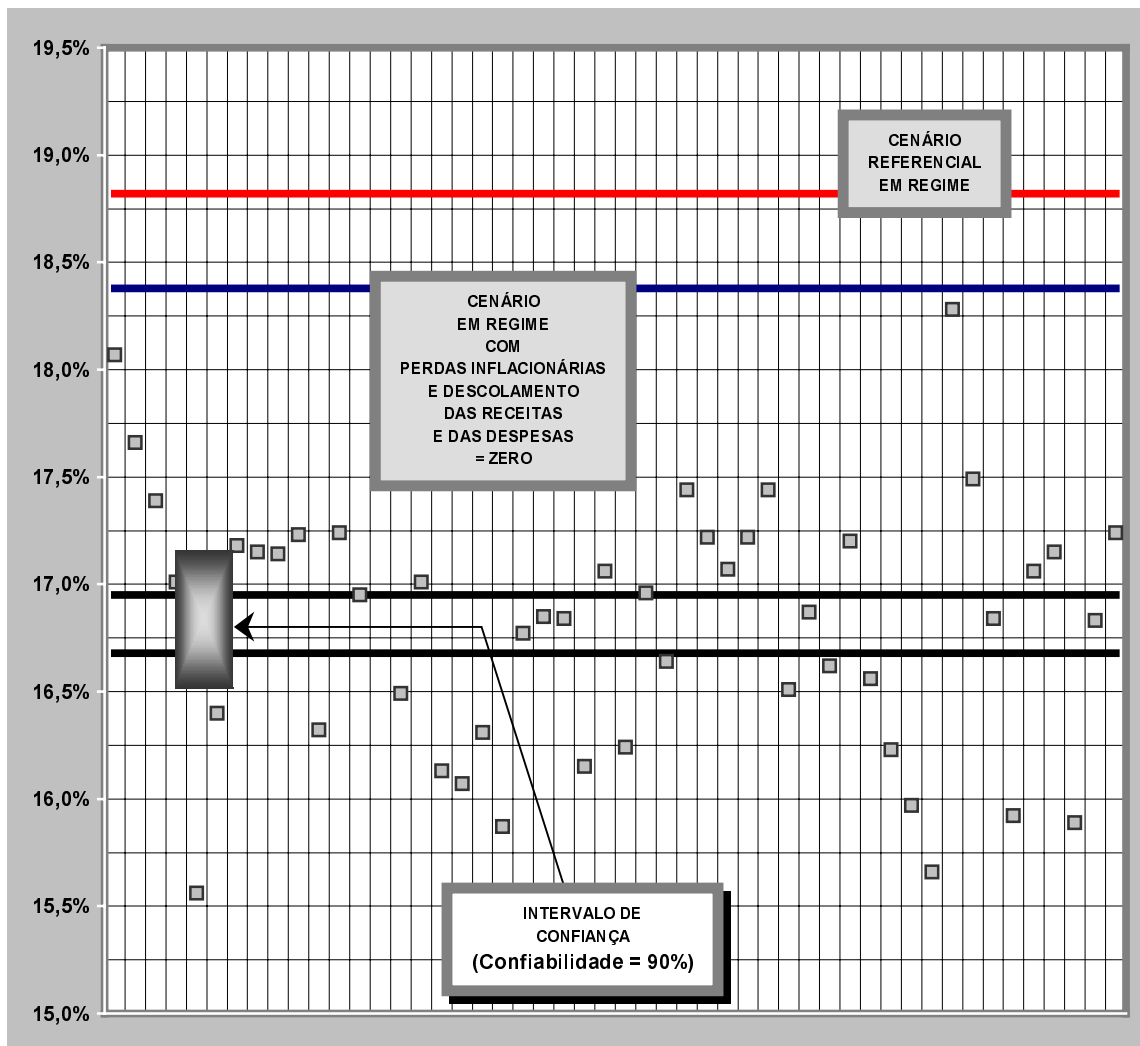 19,5%
19,0%
18,5%
18,0%
17,5%
17,0%
16,5%
16,0%
15,5%
15,0%
CENÁRIO
REFERENCIAL
EM REGIME
CENÁRIO
EM REGIME
COM
PERDAS INFLACIONÁRIAS
E DESCOLAMENTO
DAS RECEITAS
E DAS DESPESAS
= ZERO
INTERVALO DE
CONFIANÇA
(Confiabilidade = 90%)